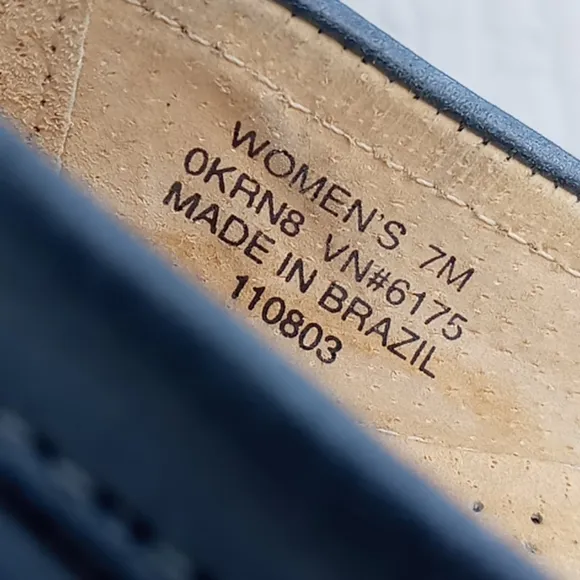 WOMEN'S 7M
0KRN8 VN#6175
MADE IN BRAZIL
110803